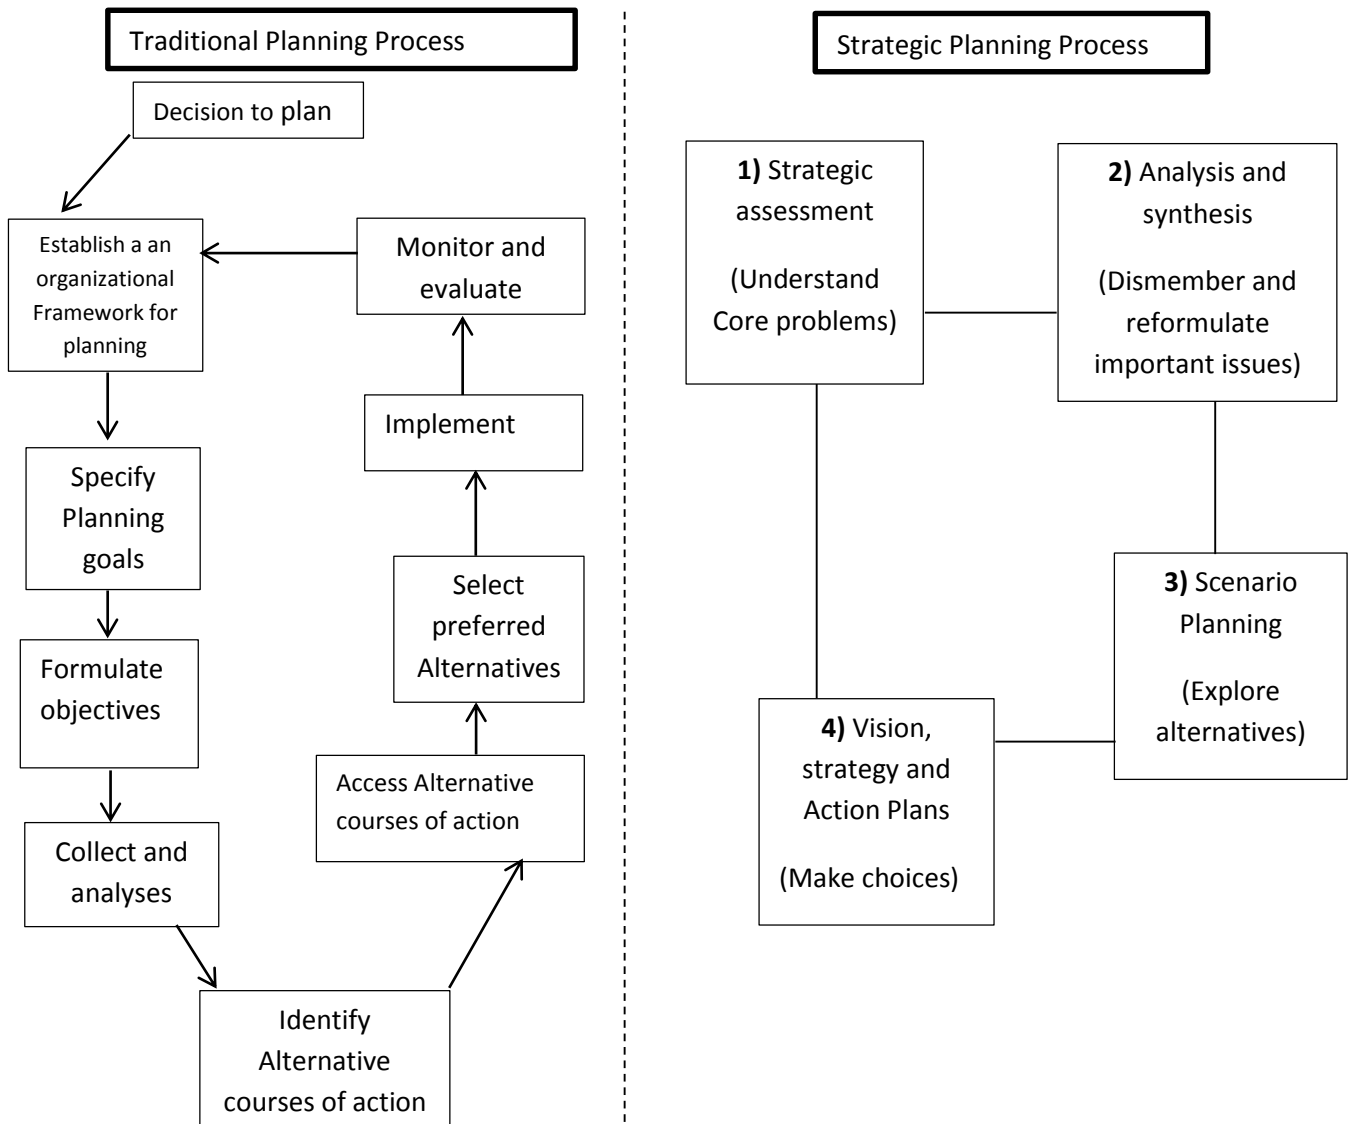 Traditional Planning Process
Decision to plan
Establish a an
organizational
Framework for
planning
Specify
Planning
goals
Formulate
objectives
Collect and
analyses
Identify
Alternative
courses of action
Access Alternative
courses of action
Select
preferred
Alternatives
Implement
Monitor and
evaluate
Strategic Planning Process
1) Strategic
assessment
(Understand
Core problems)
2) Analysis and
synthesis
(Dismember and
reformulate
important issues)
3) Scenario
Planning
(Explore
alternatives)
4) Vision,
strategy and
Action Plans
(Make choices)